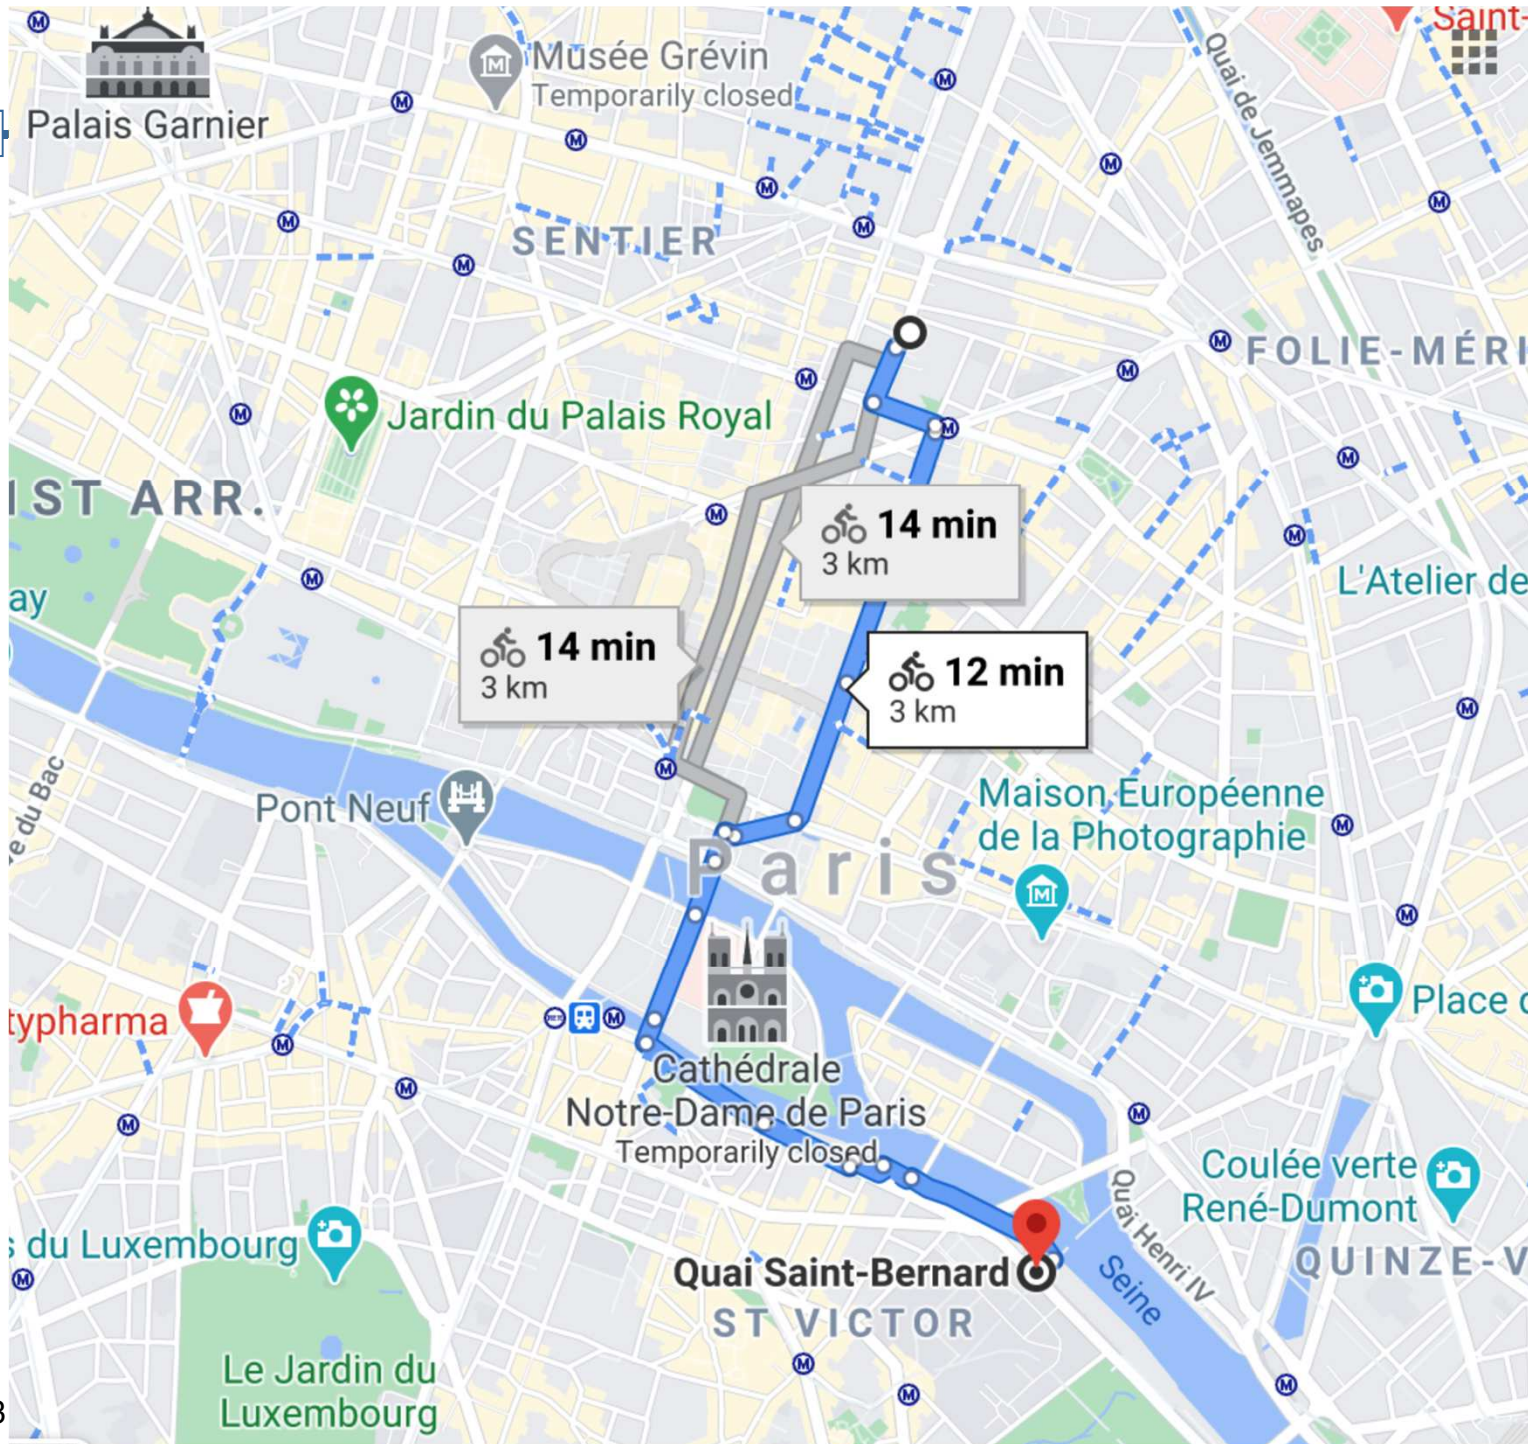 Saint-
Musée Grévin
Temporarily closed
Palais Garnier
Quai de Jemmapes
SENTIER
FOLIE-MÉRI
Jardin du Palais Royal
1ST ARR.
14 min
3 km
L'Atelier de
ay
14 min
3 km
12 min
3 km
e du Bac
Pont Neuf
Maison Européenne
de la Photographie
Paris
typharma
Place d
Cathédrale
Notre-Dame de Paris
Temporarily closed
Coulée verte
René-Dumont
Quai Henri IV
s du Luxembourg
QUINZE-V
Quai Saint-Bernard
Seine
ST VICTOR
Le Jardin du
Luxembourg